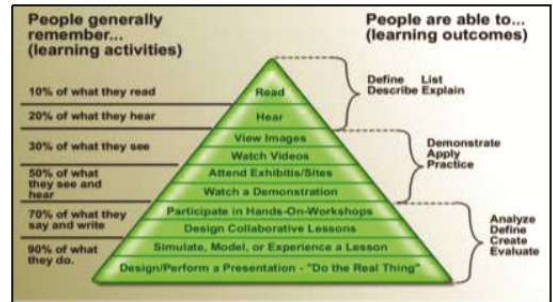 People generally
remember...
(learning activities)
People are able to...
(learning outcomes)
10% of what they read
20% of what they hear
30% of what they see
50% of what
they see and
hear
70% of what they
say and write
90% of what
they do.
Read
Hear
View Images
Watch Videos
Attend Exhibitis/Sites
Watch a Demonstration
Participate in Hands-On-Workshops
Design Collaborative Lessons
Simulate, Model, or Experience a Lesson
Design/Perform a Presentation - "Do the Real Thing"
Define List
Describe Explain
Demonstrate
Apply
Practice
Analyze
Define
Create
Evaluate